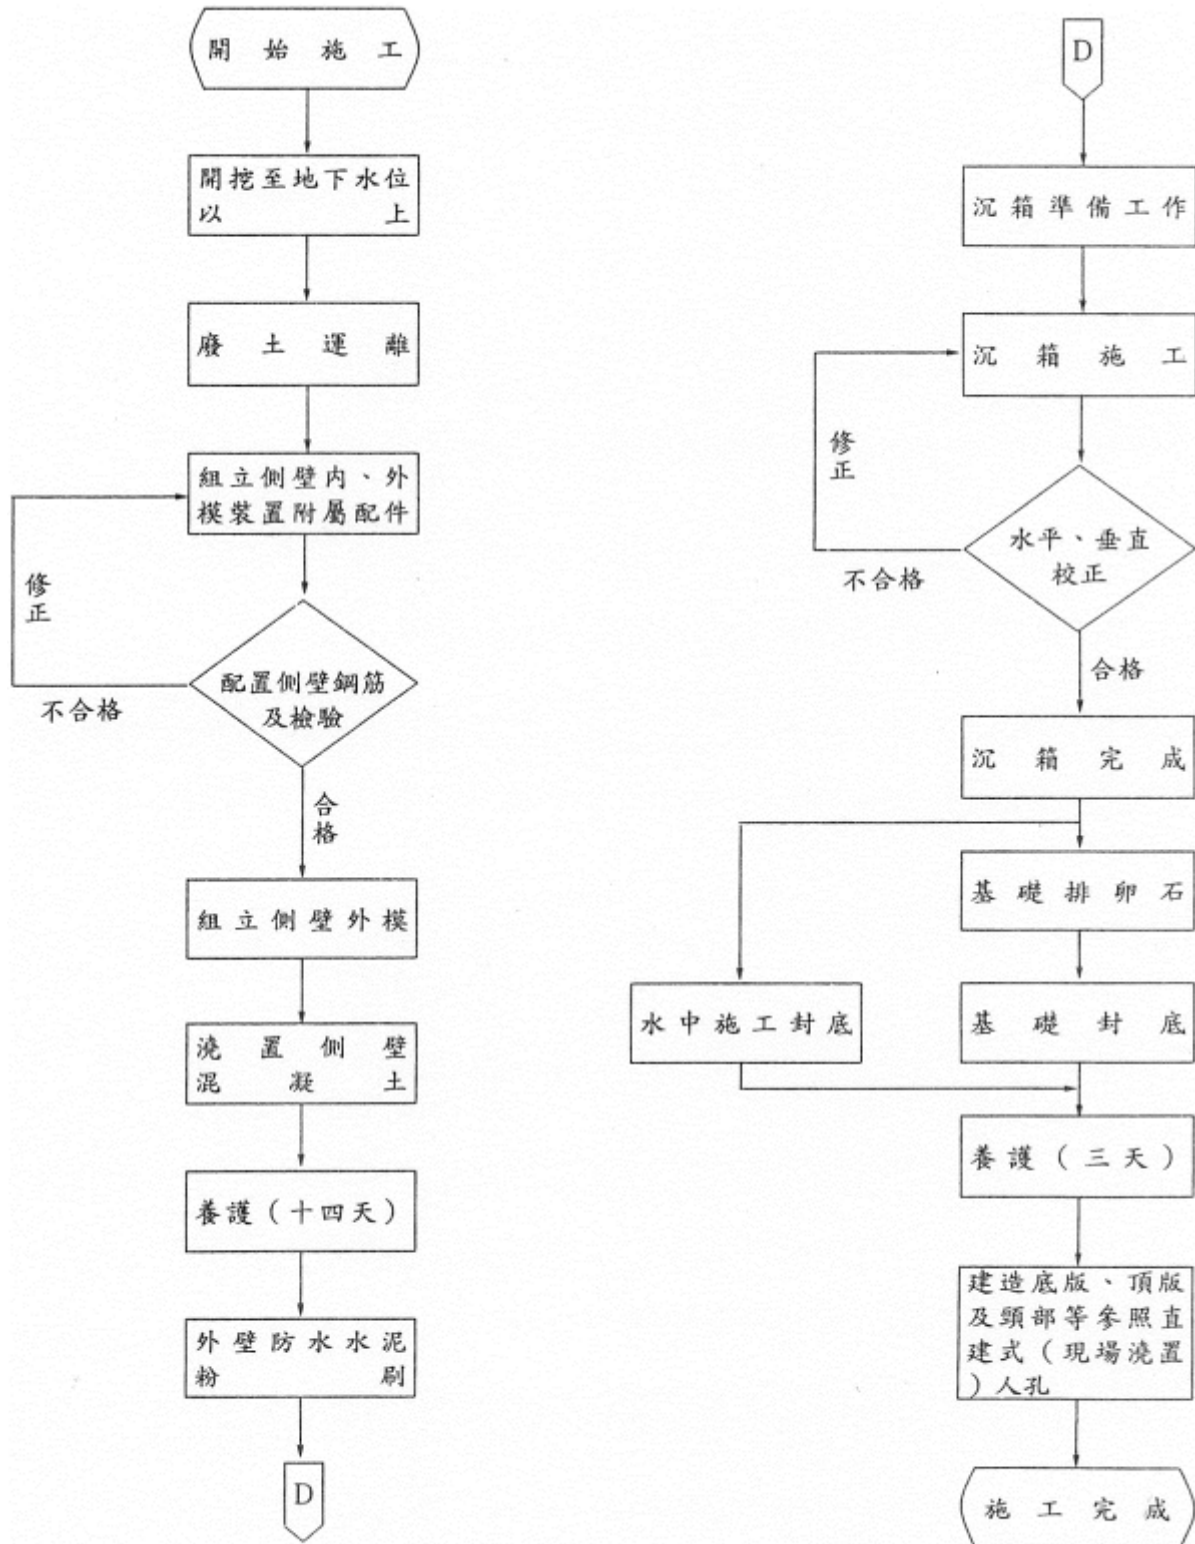 開始施工
開挖至地下水位
以上
廢土運離
組立側壁內、外
模裝置附屬配件
修
正
配置側壁鋼筋
及檢驗
不合格
合
格
組立側壁外模
澆置側壁
混凝土
養護(十四天)
外壁防水水泥
粉刷
D
D
沉箱準備工作
沉箱施工
修
正
水平、垂直
校正
不合格
合格
沉箱完成
基礎排卵石
水中施工封底
基礎封底
養護(三天)
建造底版、頂版
及頸部等參照直
建式(現場澆置
)人孔
施工完成